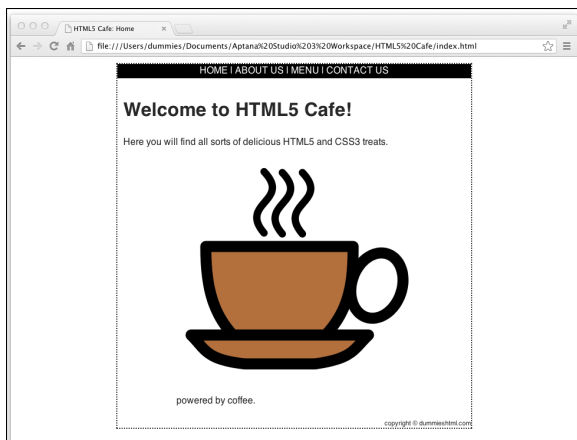 HTML5 Cafe: Home
file:///Users/dummies/Documents/Aptana%20Studio%203%20Workspace/HTML5%20Cafe/index.html
HOME | ABOUT US | MENU | CONTACT US
Welcome to HTML5 Cafe!
Here you will find all sorts of delicious HTML5 and CSS3 treats.
powered by coffee.
copyright © dummieshtml.com